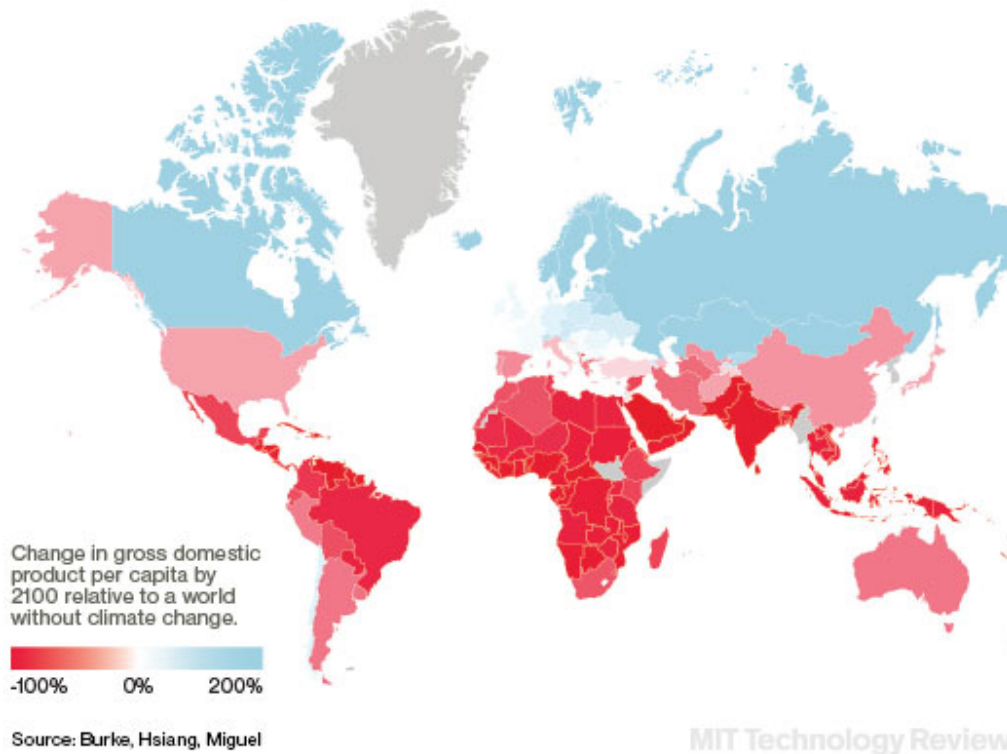 Change in gross domestic
product per capita by
2100 relative to a world
without climate change.
-100%
0%
200%
Source: Burke, Hsiang, Miguel
MIT Technology Review